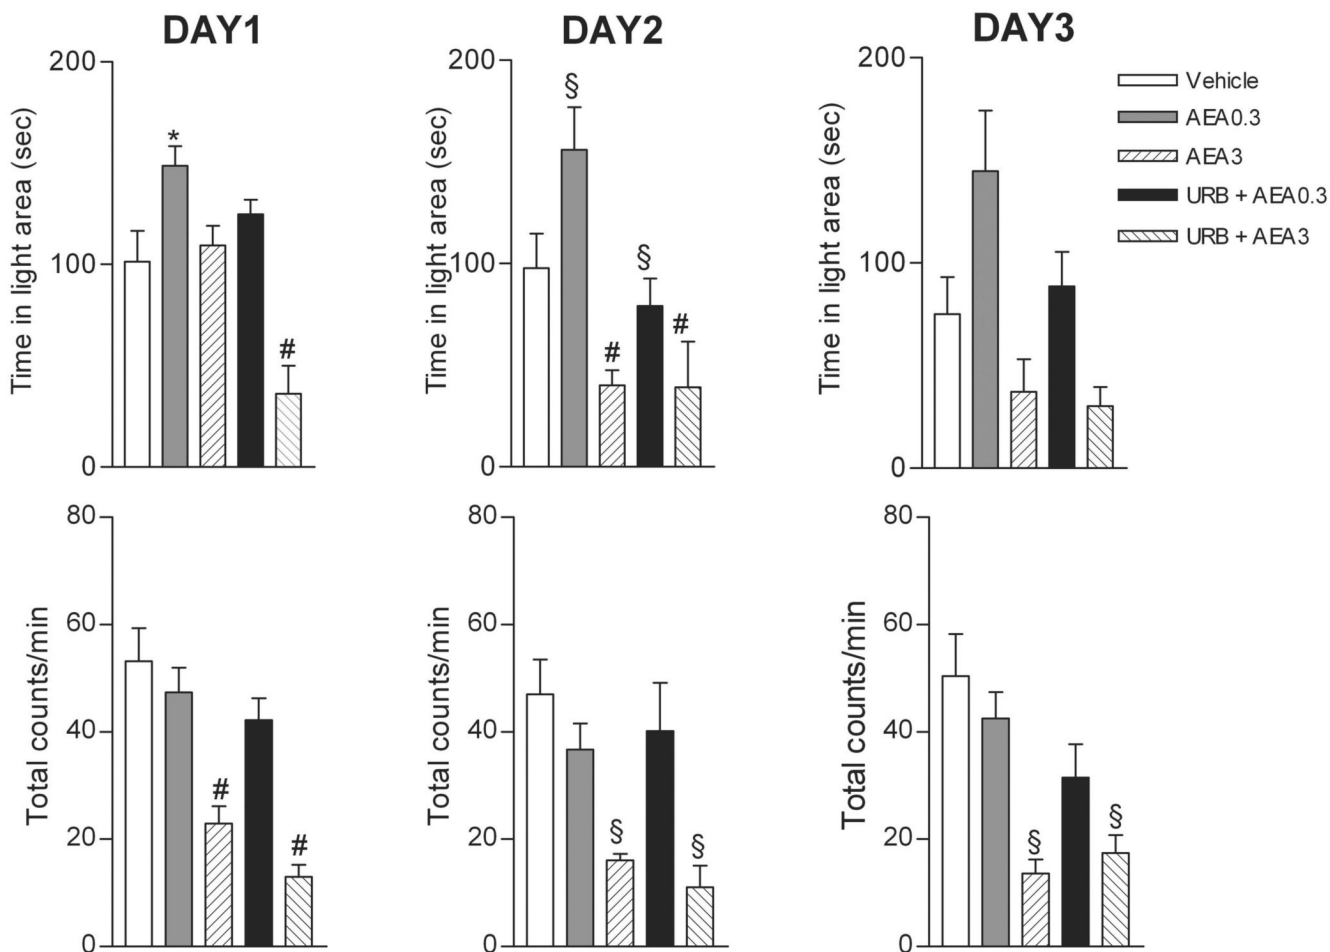 DAY1
DAY2
DAY3
200
100
0
Time in light area (sec)
*
#
200
100
0
Time in light area (sec)
§
#
§
#
200
100
0
Time in light area (sec)
Vehicle
AEA0.3
AEA3
URB + AEA0.3
URB + AEA3
80
60
40
20
0
Total counts/min
#
#
80
60
40
20
0
Total counts/min
§
§
80
60
40
20
0
Total counts/min
§
§